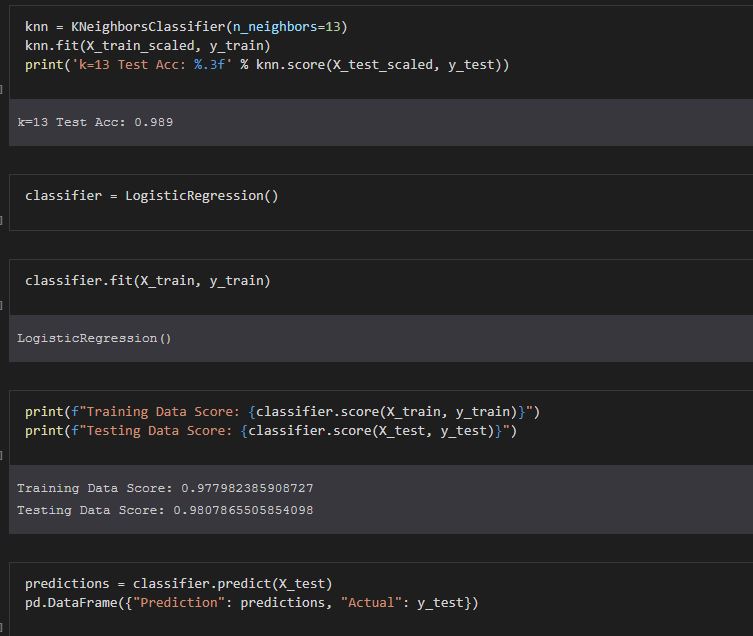 knn = KNeighborsClassifier(n_neighbors=13)
knn.fit(X_train_scaled, y_train)
print('k=13 Test Acc: %.3f' % knn.score(X_test_scaled, y_test))
k=13 Test Acc: 0.989
classifier = LogisticRegression()
classifier.fit(X_train, y_train)
LogisticRegression()
print(f"Training Data Score: {classifier.score(X_train, y_train)}")
print(f"Testing Data Score: {classifier.score(X_test, y_test)}")
Training Data Score: 0.977982385908727
Testing Data Score: 0.9807865505854098
predictions = classifier.predict(X_test)
pd.DataFrame({"Prediction": predictions, "Actual": y_test})